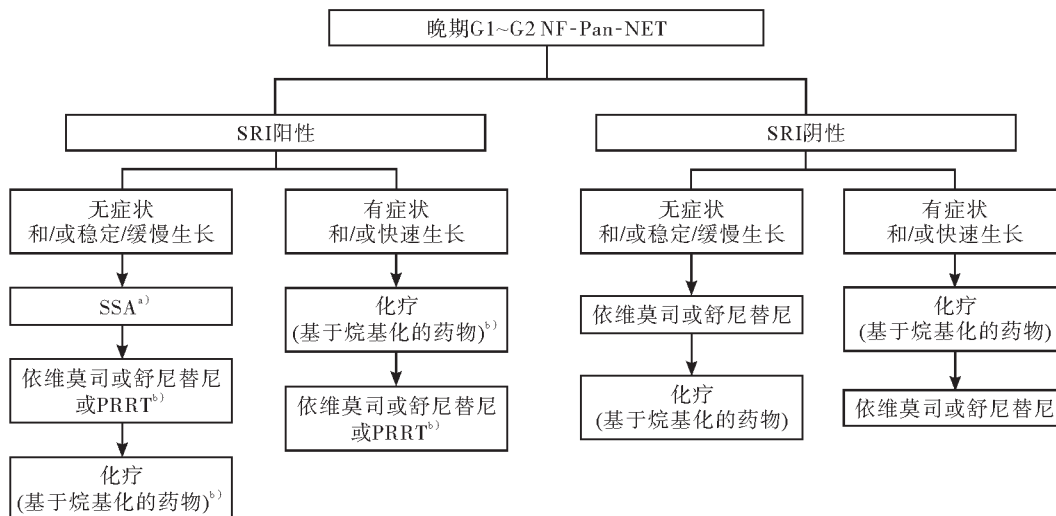 晚期G1~G2 NF-Pan-NET
SRI阳性
SRI阴性
无症状
和/或稳定/缓慢生长
有症状
和/或快速生长
无症状
和/或稳定/缓慢生长
有症状
和/或快速生长
SSAa)
化疗
(基于烷基化的药物)b)
依维莫司或舒尼替尼
化疗
(基于烷基化的药物)
依维莫司或舒尼替尼
或PRRTb)
依维莫司或舒尼替尼
或PRRTb)
化疗
(基于烷基化的药物)
依维莫司或舒尼替尼
化疗
(基于烷基化的药物)b)